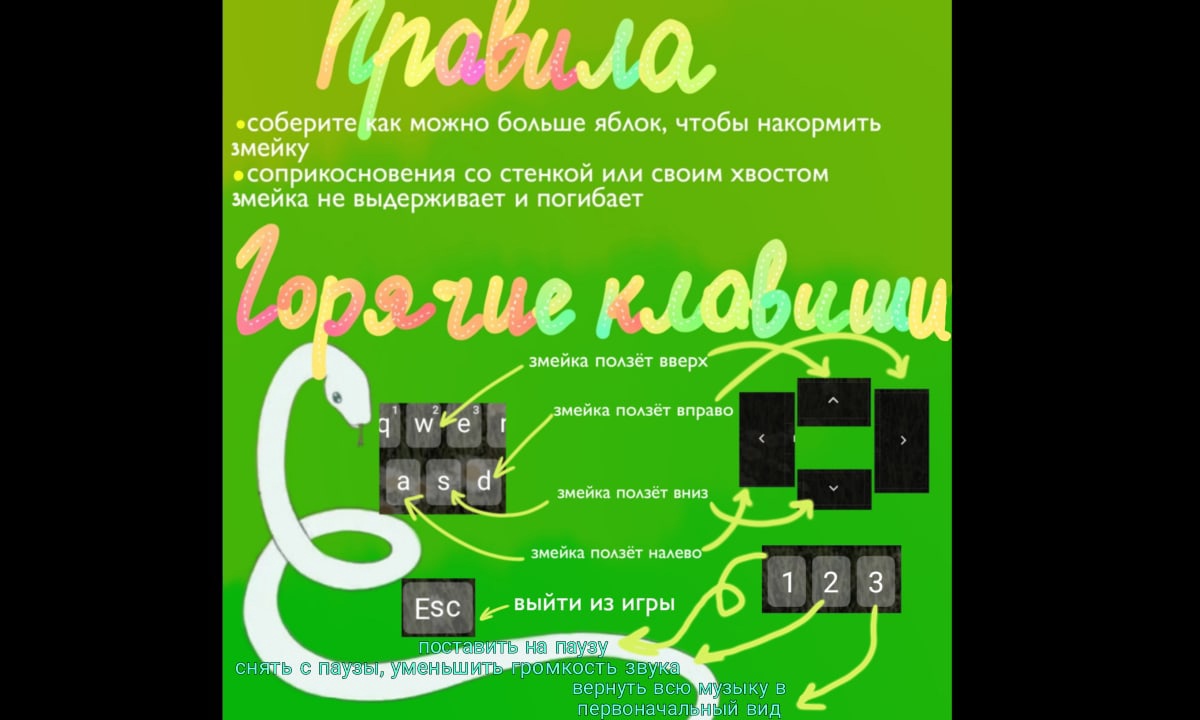 Правила
•соберите как можно больше яблок, чтобы накормить
змейку
•соприкосновения со стенкой или своим хвостом
змейка не выдерживает и погибает
Горячие клавиши
змейка ползёт вверх
змейка ползёт вправо
q 1 w 2 e 3 r
a s d
змейка ползёт вниз
змейка ползёт налево
1 2 3
Esc
выйти из игры
поставить на паузу
снять с паузы, уменьшить громкость звука
вернуть всю музыку в
первоначальный вид